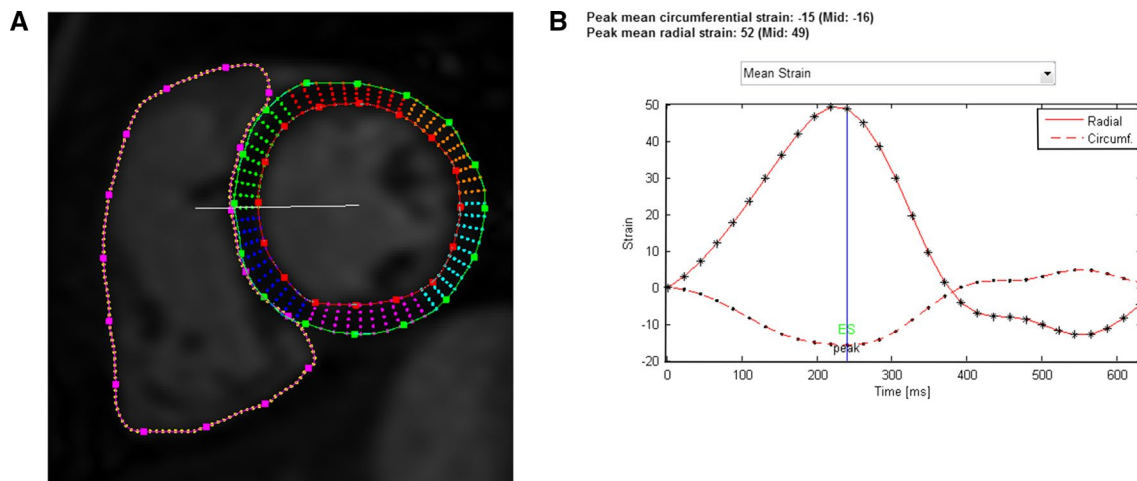 A
B
Peak mean circumferential strain: -15 (Mid: -16)
Peak mean radial strain: 52 (Mid: 49)
Mean Strain
Radial
Circumf.
50
40
30
20
10
0
-10
-20
Strain
ES
peak
0 100 200 300 400 500 600
Time [ms]